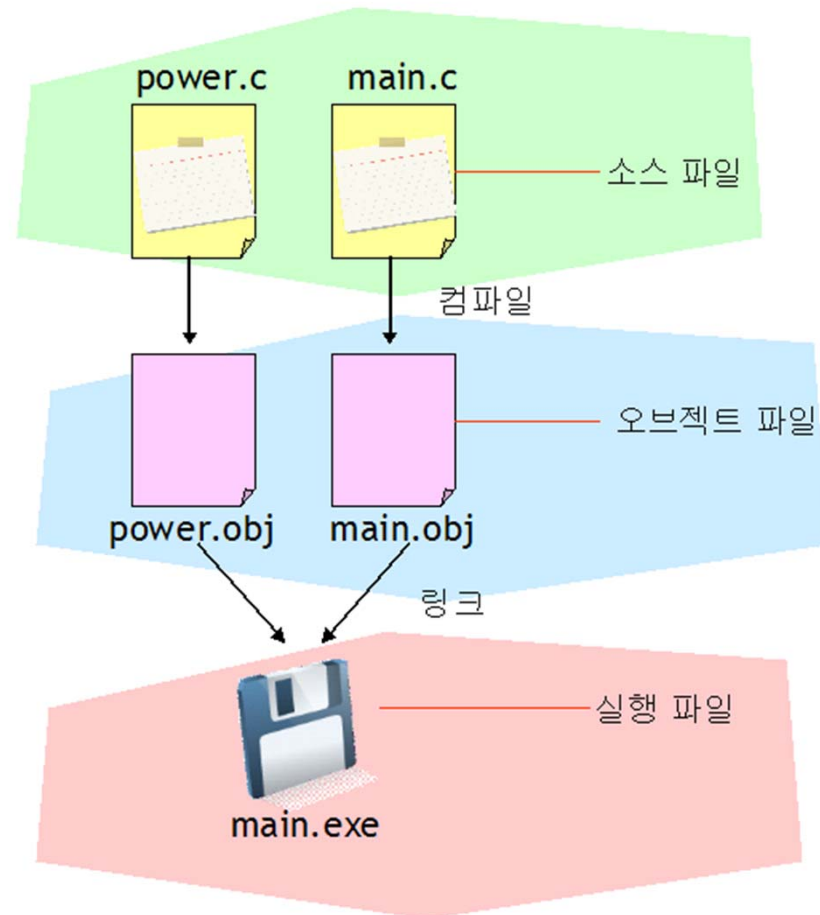 power.c
main.c
소스 파일
컴파일
오브젝트 파일
power.obj
main.obj
링크
실행 파일
main.exe